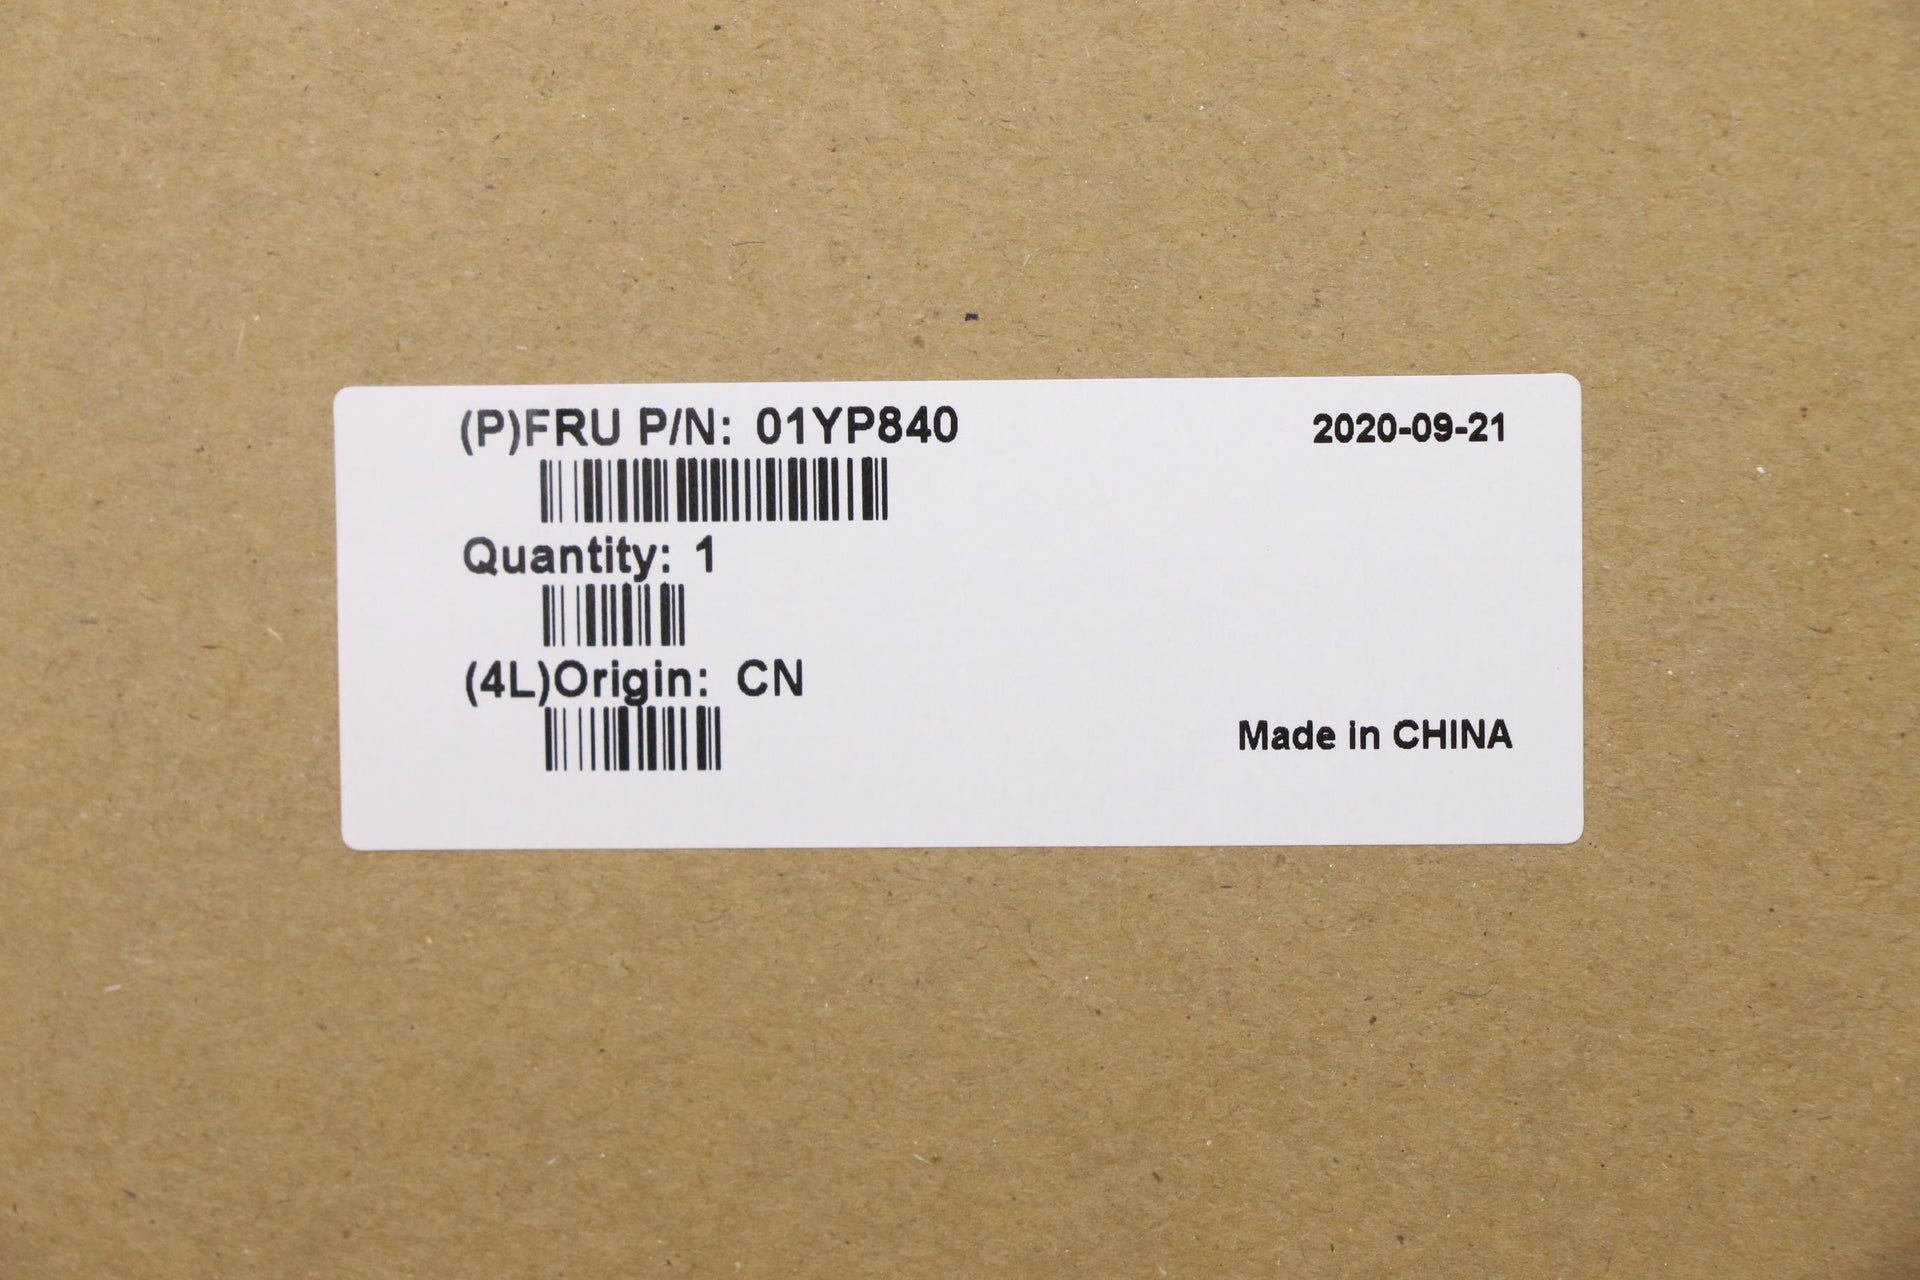 (P)FRU P/N: 01YP840
2020-09-21
Quantity: 1
(4L)Origin: CN
Made in CHINA